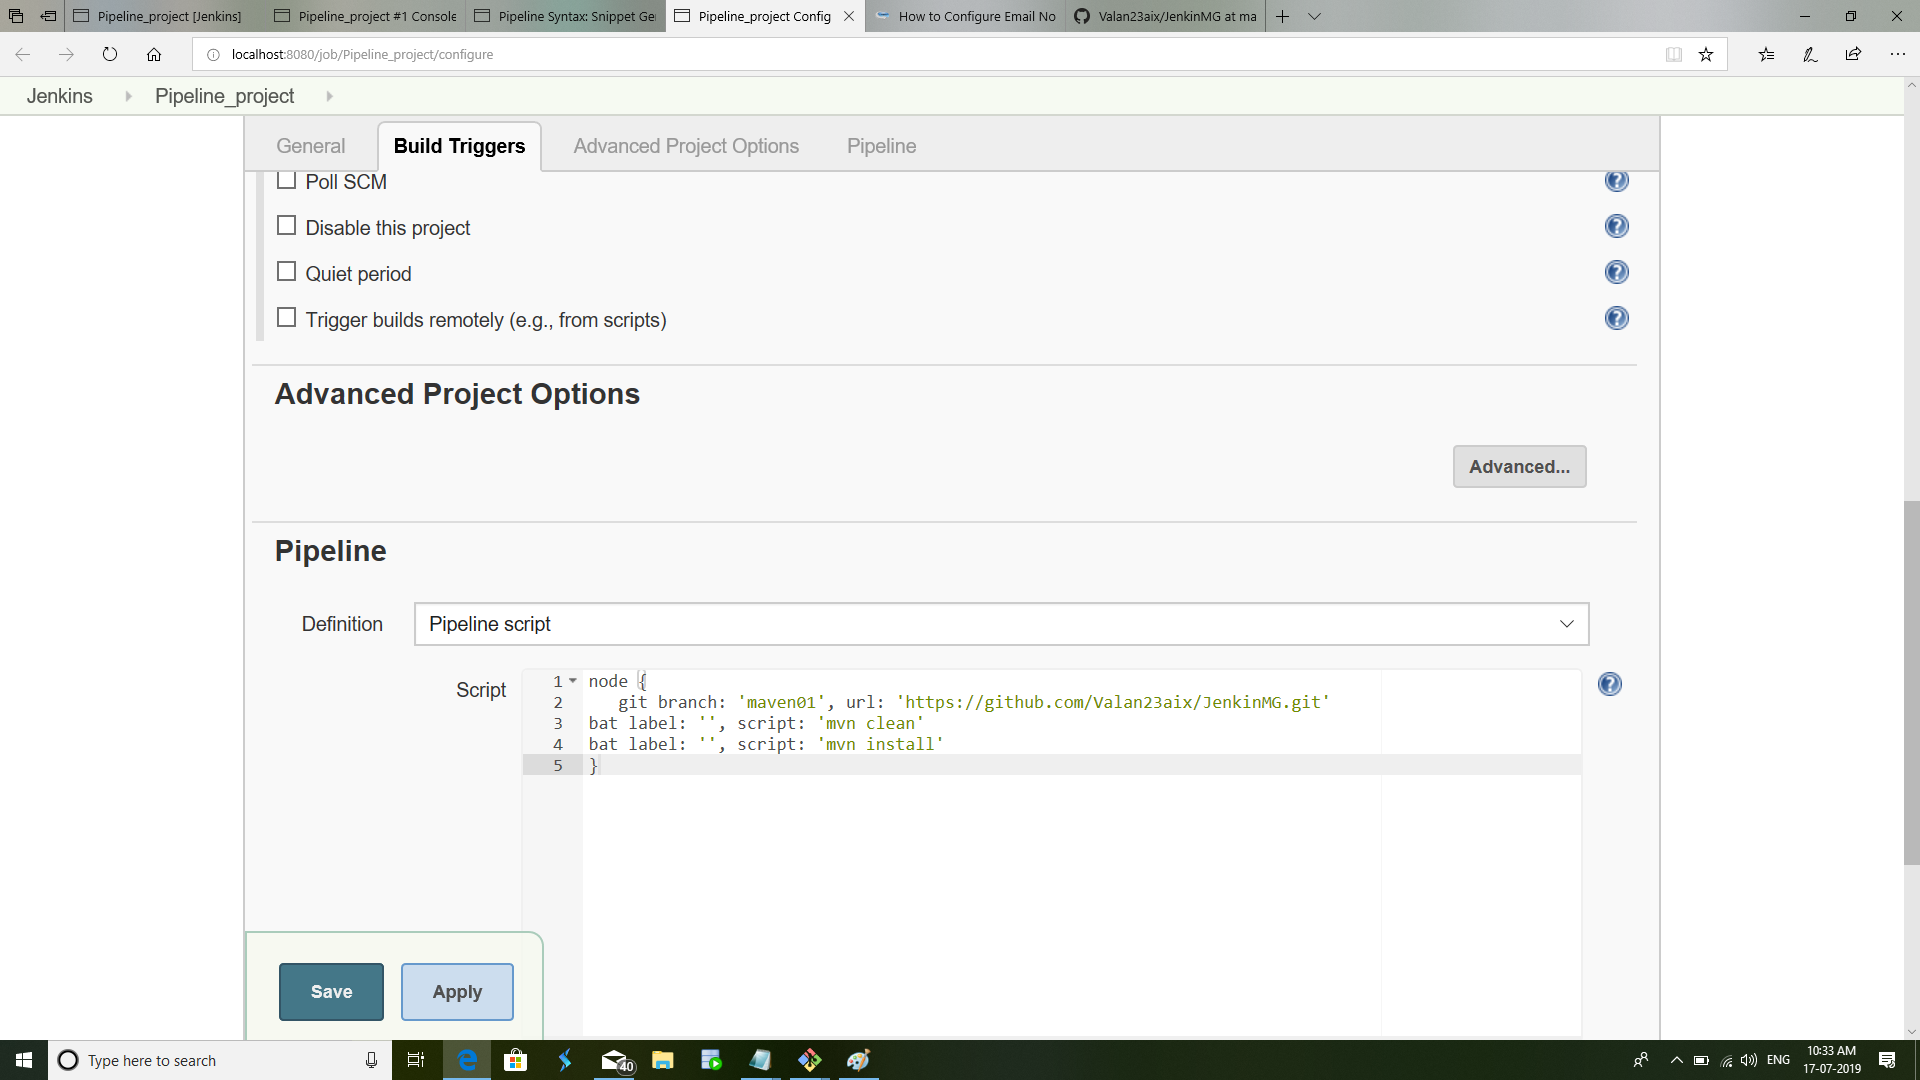 Pipeline_project [Jenkins]
Pipeline_project #1 Console
Pipeline Syntax: Snippet Ge
Pipeline_project Config
How to Configure Email No
Valan23aix/JenkinMG at ma
localhost:8080/job/Pipeline_project/configure
Jenkins
Pipeline_project
General
Build Triggers
Advanced Project Options
Pipeline
Poll SCM
Disable this project
Quiet period
Trigger builds remotely (e.g., from scripts)
Advanced Project Options
Advanced...
Pipeline
Definition
Pipeline script
Script
1 node {
2 git branch: 'maven01', url: 'https://github.com/Valan23aix/JenkinMG.git'
3 bat label: '', script: 'mvn clean'
4 bat label: '', script: 'mvn install'
5 }
Save
Apply
Type here to search
40
ENG
10:33 AM
17-07-2019